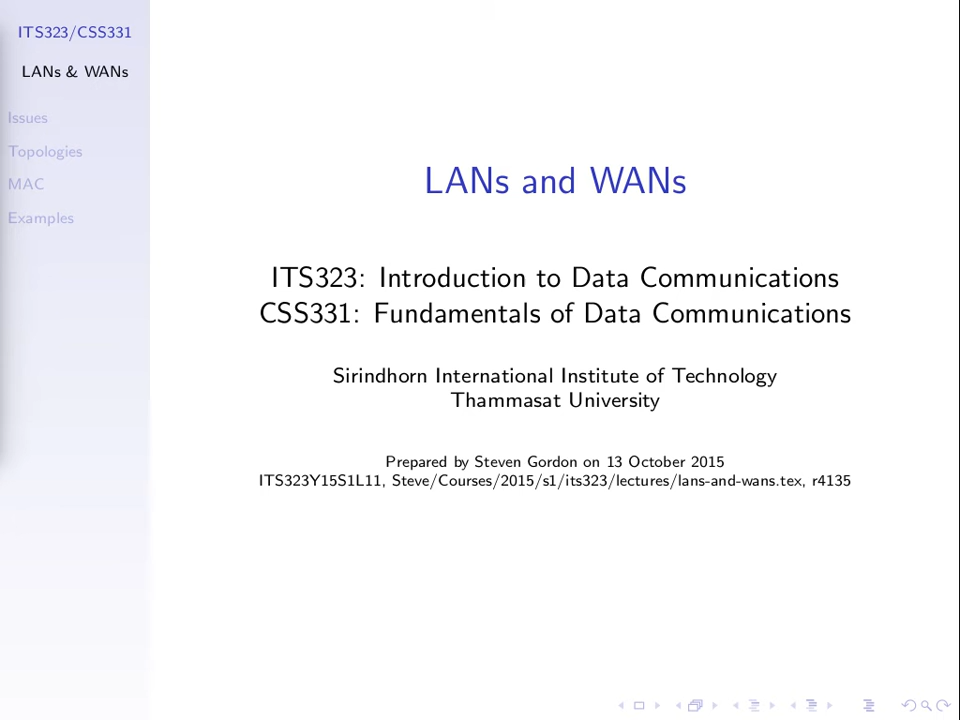 ITS323/CSS331
LANs & WANs
Issues
Topologies
MAC
Examples
LANs and WANs
ITS323: Introduction to Data Communications
CSS331: Fundamentals of Data Communications
Sirindhorn International Institute of Technology
Thammasat University
Prepared by Steven Gordon on 13 October 2015
ITS323Y15S1L11, Steve/Courses/2015/s1/its323/lectures/lans-and-wans.tex, r4135